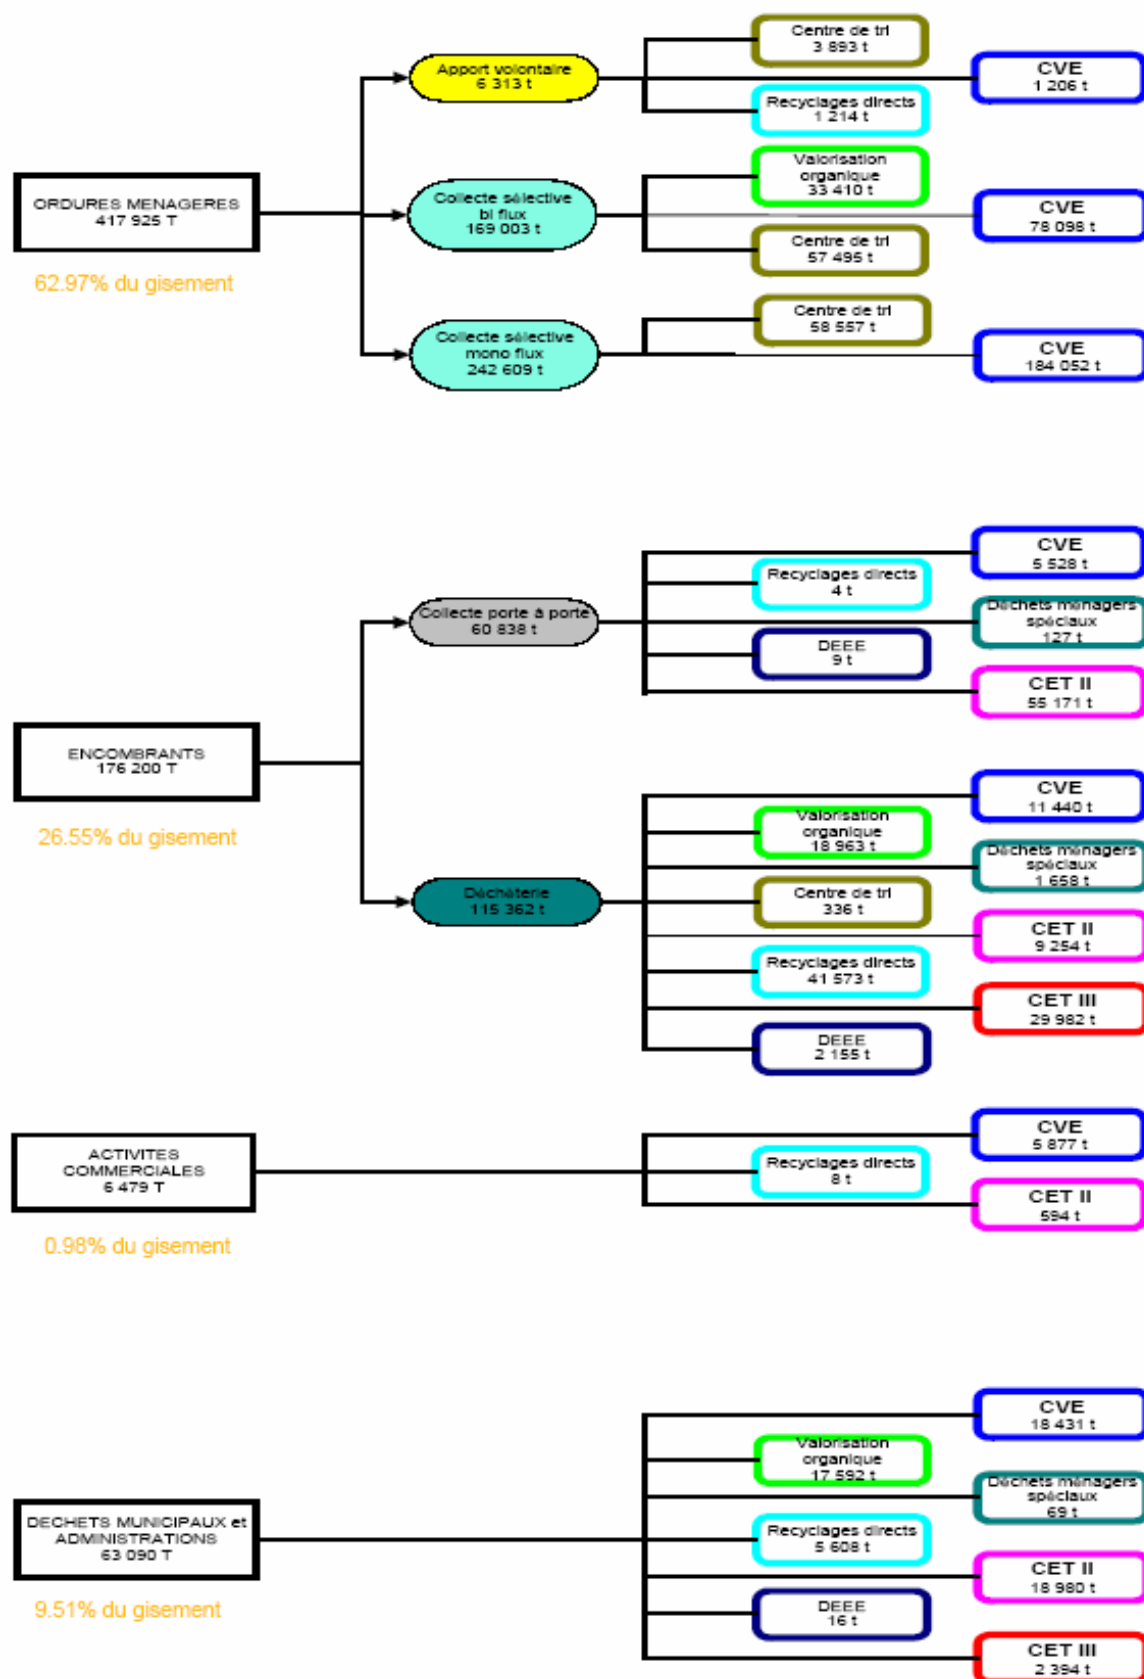 Centre de tri
3 893 t
Apport volontaire
6 313 t
CVE
1 206 t
Recyclages directs
1 214 t
Valorisation
organique
33 410 t
ORDURES MENAGERES
417 925 T
Collecte sélective
bi flux
169 003 t
CVE
78 098 t
Centre de tri
57 495 t
62.97% du gisement
Centre de tri
58 557 t
Collecte sélective
mono flux
242 609 t
CVE
184 052 t
CVE
5 528 t
Recyclages directs
4 t
Collecte porte à porte
60 838 t
Déchets ménagers
spéciaux
127 t
DEEE
9 t
CET II
55 171 t
ENCOMBRANTS
176 200 T
26.55% du gisement
CVE
11 440 t
Valorisation
organique
18 963 t
Déchets ménagers
spéciaux
1 658 t
Déchèterie
115 362 t
Centre de tri
336 t
CET II
9 254 t
Recyclages directs
41 573 t
CET III
29 982 t
DEEE
2 155 t
CVE
5 877 t
ACTIVITES
COMMERCIALES
6 479 T
Recyclages directs
8 t
CET II
594 t
0.98% du gisement
CVE
18 431 t
Valorisation
organique
17 592 t
Déchets ménagers
spéciaux
69 t
DECHETS MUNICIPAUX et
ADMINISTRATIONS
63 090 T
Recyclages directs
5 608 t
CET II
18 980 t
9.51% du gisement
DEEE
16 t
CET III
2 394 t